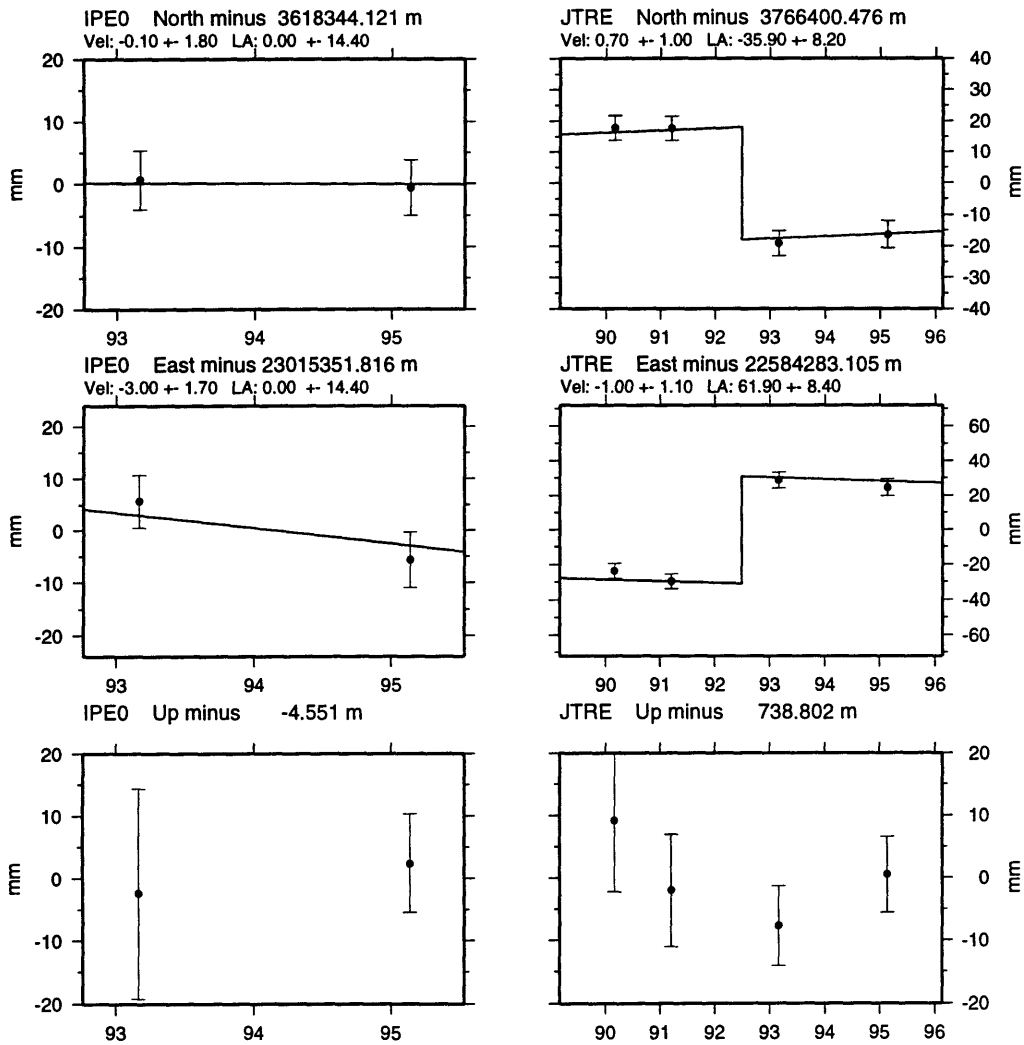 IPE0 North minus 3618344.121 m
Vel: -0.10 +- 1.80 LA: 0.00 +- 14.40
20
10
0
-10
-20
mm
93 94 95
JTRE North minus 3766400.476 m
Vel: 0.70 +- 1.00 LA: -35.90 +- 8.20
40
30
20
10
0
-10
-20
-30
-40
mm
90 91 92 93 94 95 96
IPE0 East minus 23015351.816 m
Vel: -3.00 +- 1.70 LA: 0.00 +- 14.40
20
10
0
-10
-20
mm
93 94 95
JTRE East minus 22584283.105 m
Vel: -1.00 +- 1.10 LA: 61.90 +- 8.40
60
40
20
0
-20
-40
-60
mm
90 91 92 93 94 95 96
IPE0 Up minus -4.551 m
20
10
0
-10
-20
mm
93 94 95
JTRE Up minus 738.802 m
20
10
0
-10
-20
mm
90 91 92 93 94 95 96